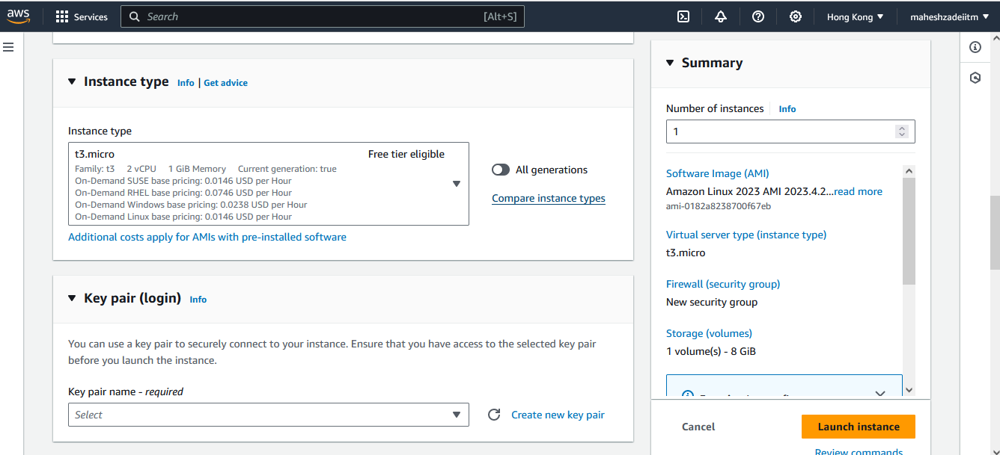 aws
Services
Search
[Alt+S]
Hong Kong
maheshzadeiitm
Instance type
Info | Get advice
Instance type
t3.micro
Free tier eligible
Family: t3 2 vCPU 1 GiB Memory Current generation: true
On-Demand SUSE base pricing: 0.0146 USD per Hour
On-Demand RHEL base pricing: 0.0746 USD per Hour
On-Demand Windows base pricing: 0.0238 USD per Hour
On-Demand Linux base pricing: 0.0146 USD per Hour
All generations
Compare instance types
Additional costs apply for AMIs with pre-installed software
Key pair (login)
Info
You can use a key pair to securely connect to your instance. Ensure that you have access to the selected key pair
before you launch the instance.
Key pair name - required
Select
Create new key pair
Summary
Number of instances
Info
1
Software Image (AMI)
Amazon Linux 2023 AMI 2023.4.2...read more
ami-0182a8238700f67eb
Virtual server type (instance type)
t3.micro
Firewall (security group)
New security group
Storage (volumes)
1 volume(s) - 8 GiB
Cancel
Launch instance
Review commands